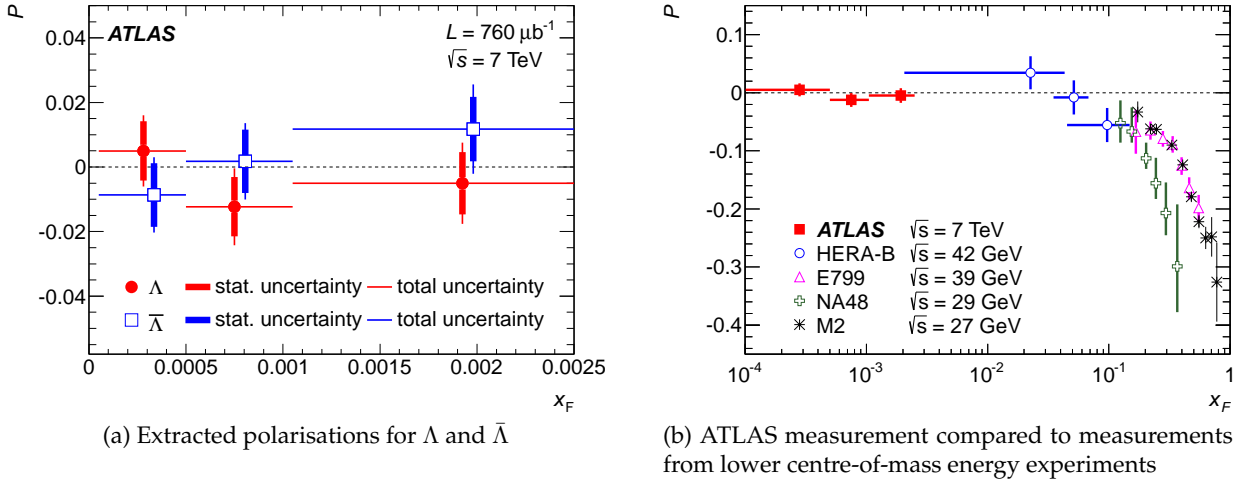 P
0.04
0.02
0
-0.02
-0.04
ATLAS
L = 760 μb⁻¹
√s = 7 TeV
Λ stat. uncertainty total uncertainty
Λ̅ stat. uncertainty total uncertainty
0 0.0005 0.001 0.0015 0.002 0.0025
x_F
(a) Extracted polarisations for Λ and Λ̄
P
0.1
0
-0.1
-0.2
-0.3
-0.4
ATLAS √s = 7 TeV
HERA-B √s = 42 GeV
E799 √s = 39 GeV
NA48 √s = 29 GeV
M2 √s = 27 GeV
10⁻⁴ 10⁻³ 10⁻² 10⁻¹ 1
x_F
(b) ATLAS measurement compared to measurements
from lower centre-of-mass energy experiments